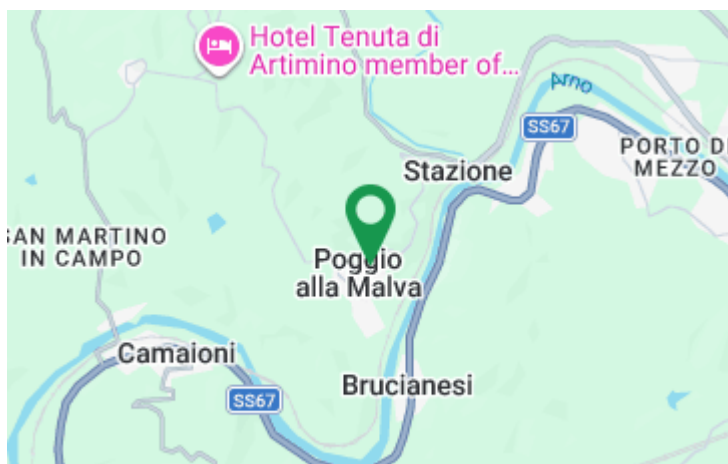 Hotel Tenuta di
Artimino member of...
Arno
SS67
PORTO D
MEZZO
Stazione
SAN MARTINO
IN CAMPO
Poggio
alla Malva
Camaioni
Brucianesi
SS67